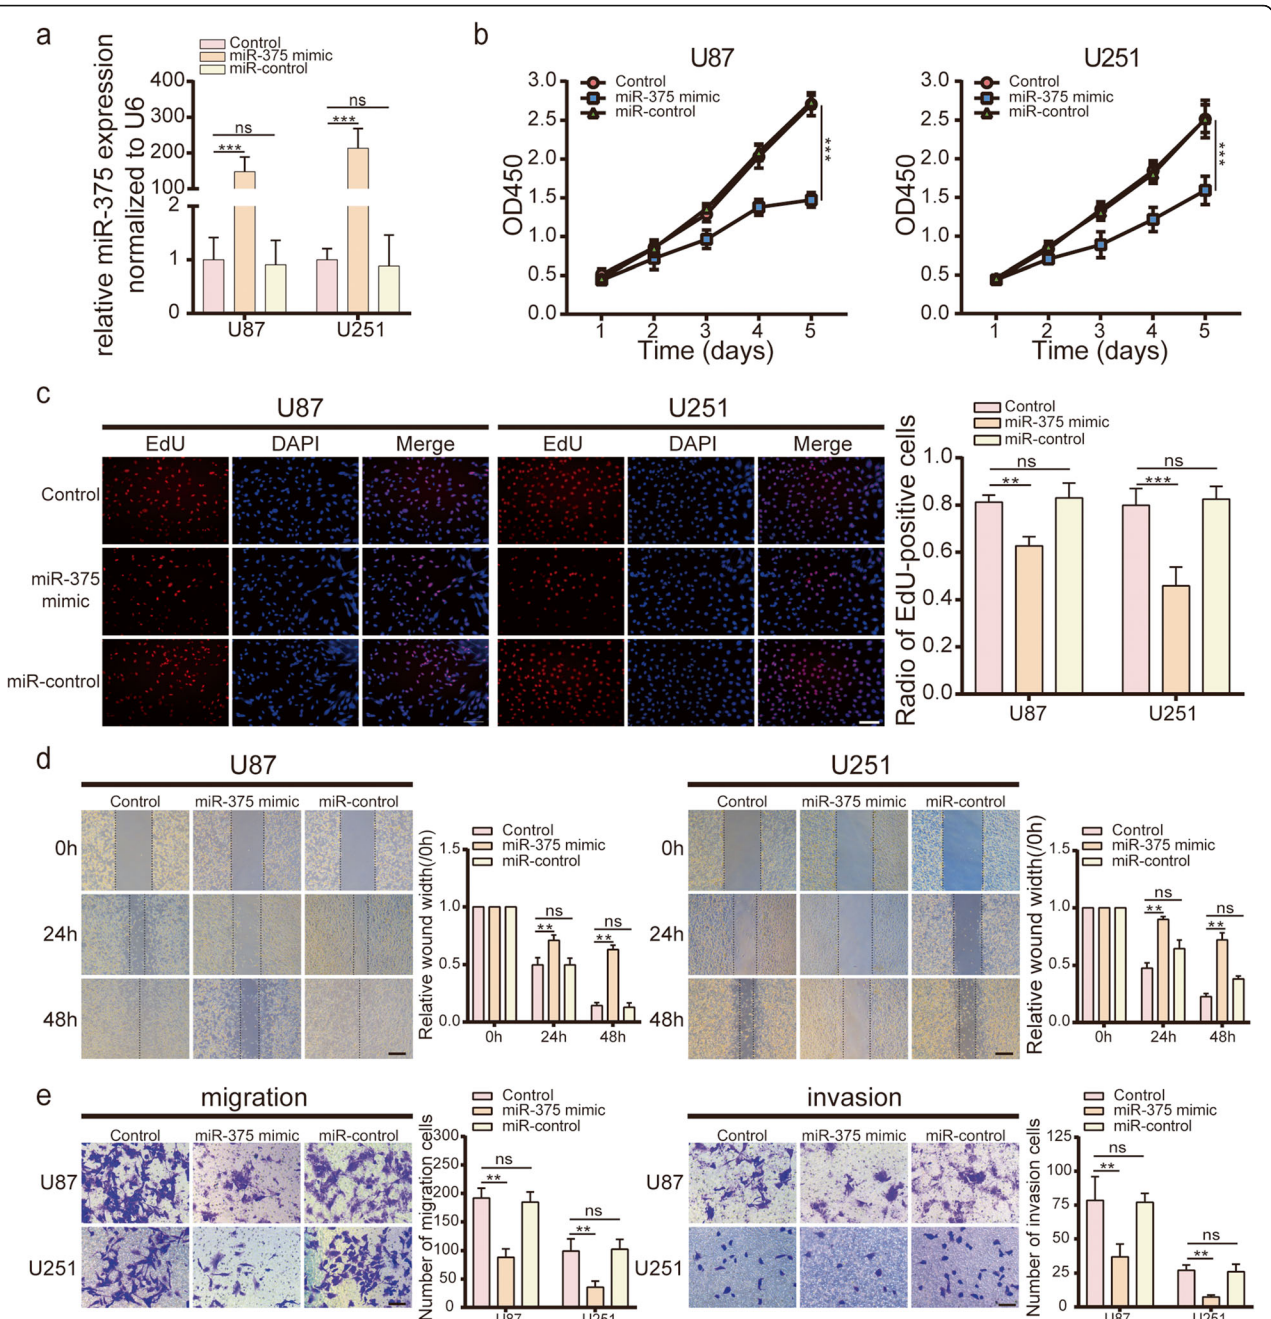 a
relative miR-375 expression
normalized to U6
Control
miR-375 mimic
miR-control
400
300
200
100
2
1
0
ns
***
ns
***
U87
U251
b
U87
OD450
3.0
2.5
2.0
1.5
1.0
0.5
0.0
Control
miR-375 mimic
miR-control
***
1 2 3 4 5
Time (days)
U251
OD450
3.0
2.5
2.0
1.5
1.0
0.5
0.0
Control
miR-375 mimic
miR-control
***
1 2 3 4 5
Time (days)
c
U87
U251
EdU DAPI Merge EdU DAPI Merge
Control
miR-375
mimic
miR-control
Radio of EdU-positive cells
Control
miR-375 mimic
miR-control
1.0
0.8
0.6
0.4
0.2
0.0
ns
**
ns
***
U87
U251
d
U87
Control miR-375 mimic miR-control
0h
24h
48h
Relative wound width(/0h)
Control
miR-375 mimic
miR-control
1.5
1.0
0.5
0.0
ns
**
ns
**
0h 24h 48h
U251
Control miR-375 mimic miR-control
0h
24h
48h
Relative wound width(/0h)
Control
miR-375 mimic
miR-control
1.5
1.0
0.5
0.0
ns
**
ns
**
0h 24h 48h
e
migration
Control miR-375 mimic miR-control
U87
U251
Number of migration cells
Control
miR-375 mimic
miR-control
300
250
200
150
100
50
0
ns
**
ns
**
U87
U251
invasion
Control miR-375 mimic miR-control
U87
U251
Number of invasion cells
Control
miR-375 mimic
miR-control
125
100
75
50
25
0
ns
**
ns
**
U87
U251